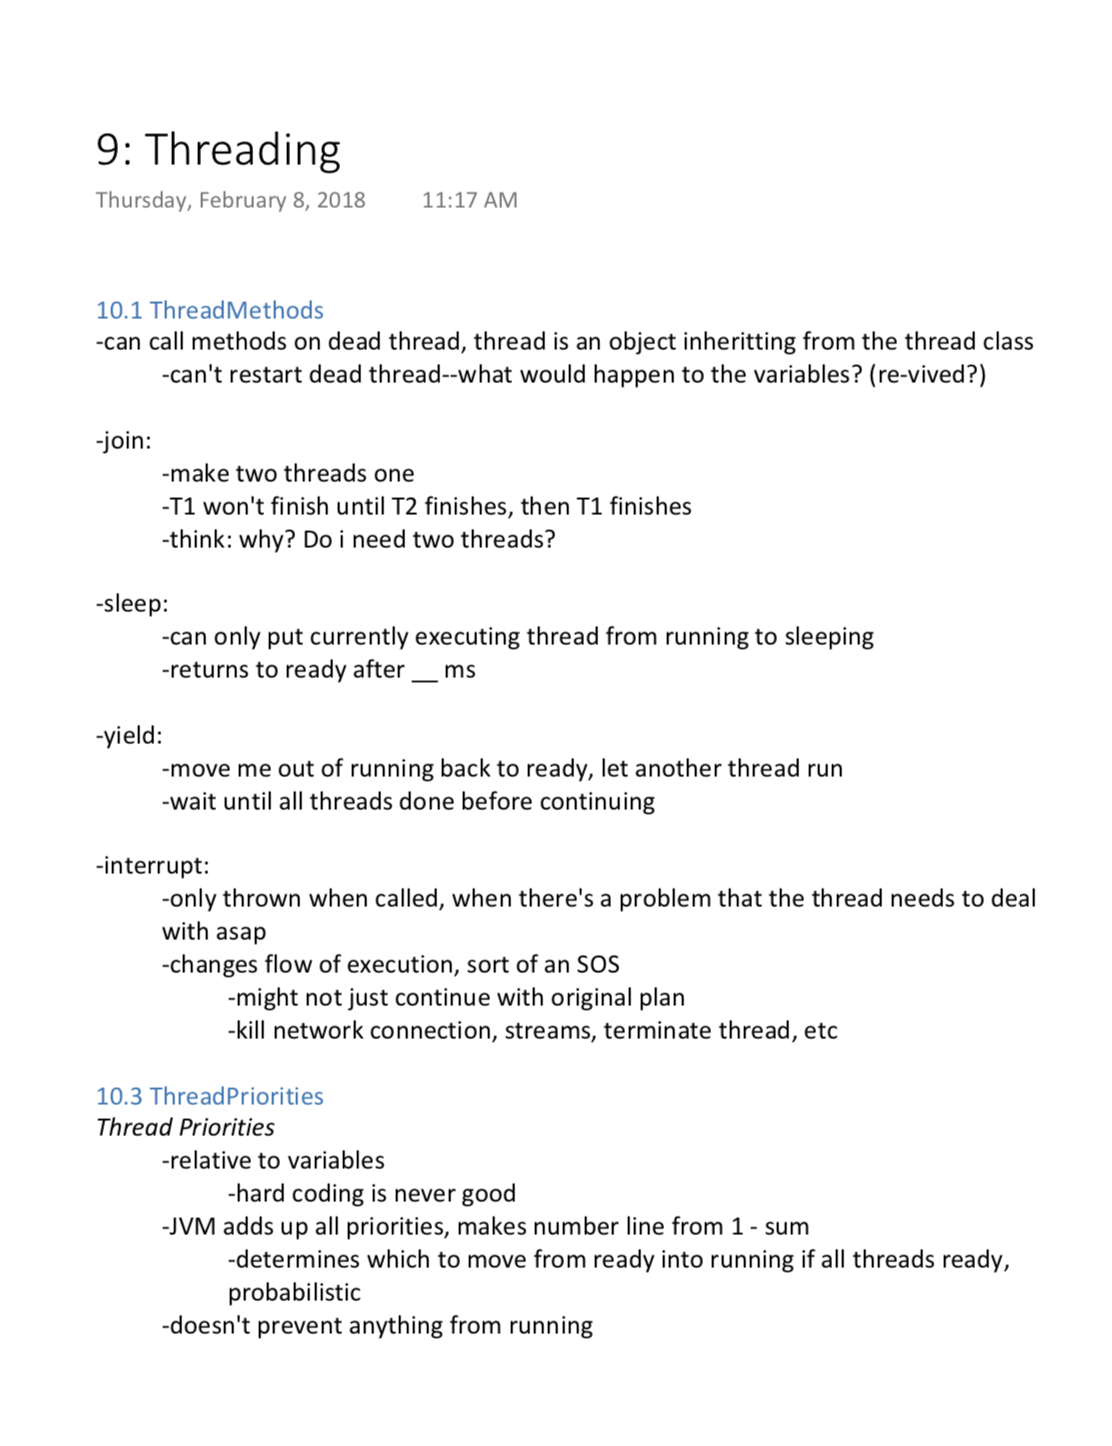 9: Threading
Thursday, February 8, 2018 11:17 AM
10.1 ThreadMethods
-can call methods on dead thread, thread is an object inheritting from the thread class
-can't restart dead thread--what would happen to the variables? (re-vived?)
-join:
-make two threads one
-T1 won't finish until T2 finishes, then T1 finishes
-think: why? Do i need two threads?
-sleep:
-can only put currently executing thread from running to sleeping
-returns to ready after __ ms
-yield:
-move me out of running back to ready, let another thread run
-wait until all threads done before continuing
-interrupt:
-only thrown when called, when there's a problem that the thread needs to deal
with asap
-changes flow of execution, sort of an SOS
-might not just continue with original plan
-kill network connection, streams, terminate thread, etc
10.3 ThreadPriorities
Thread Priorities
-relative to variables
-hard coding is never good
-JVM adds up all priorities, makes number line from 1 - sum
-determines which to move from ready into running if all threads ready,
probabilistic
-doesn't prevent anything from running